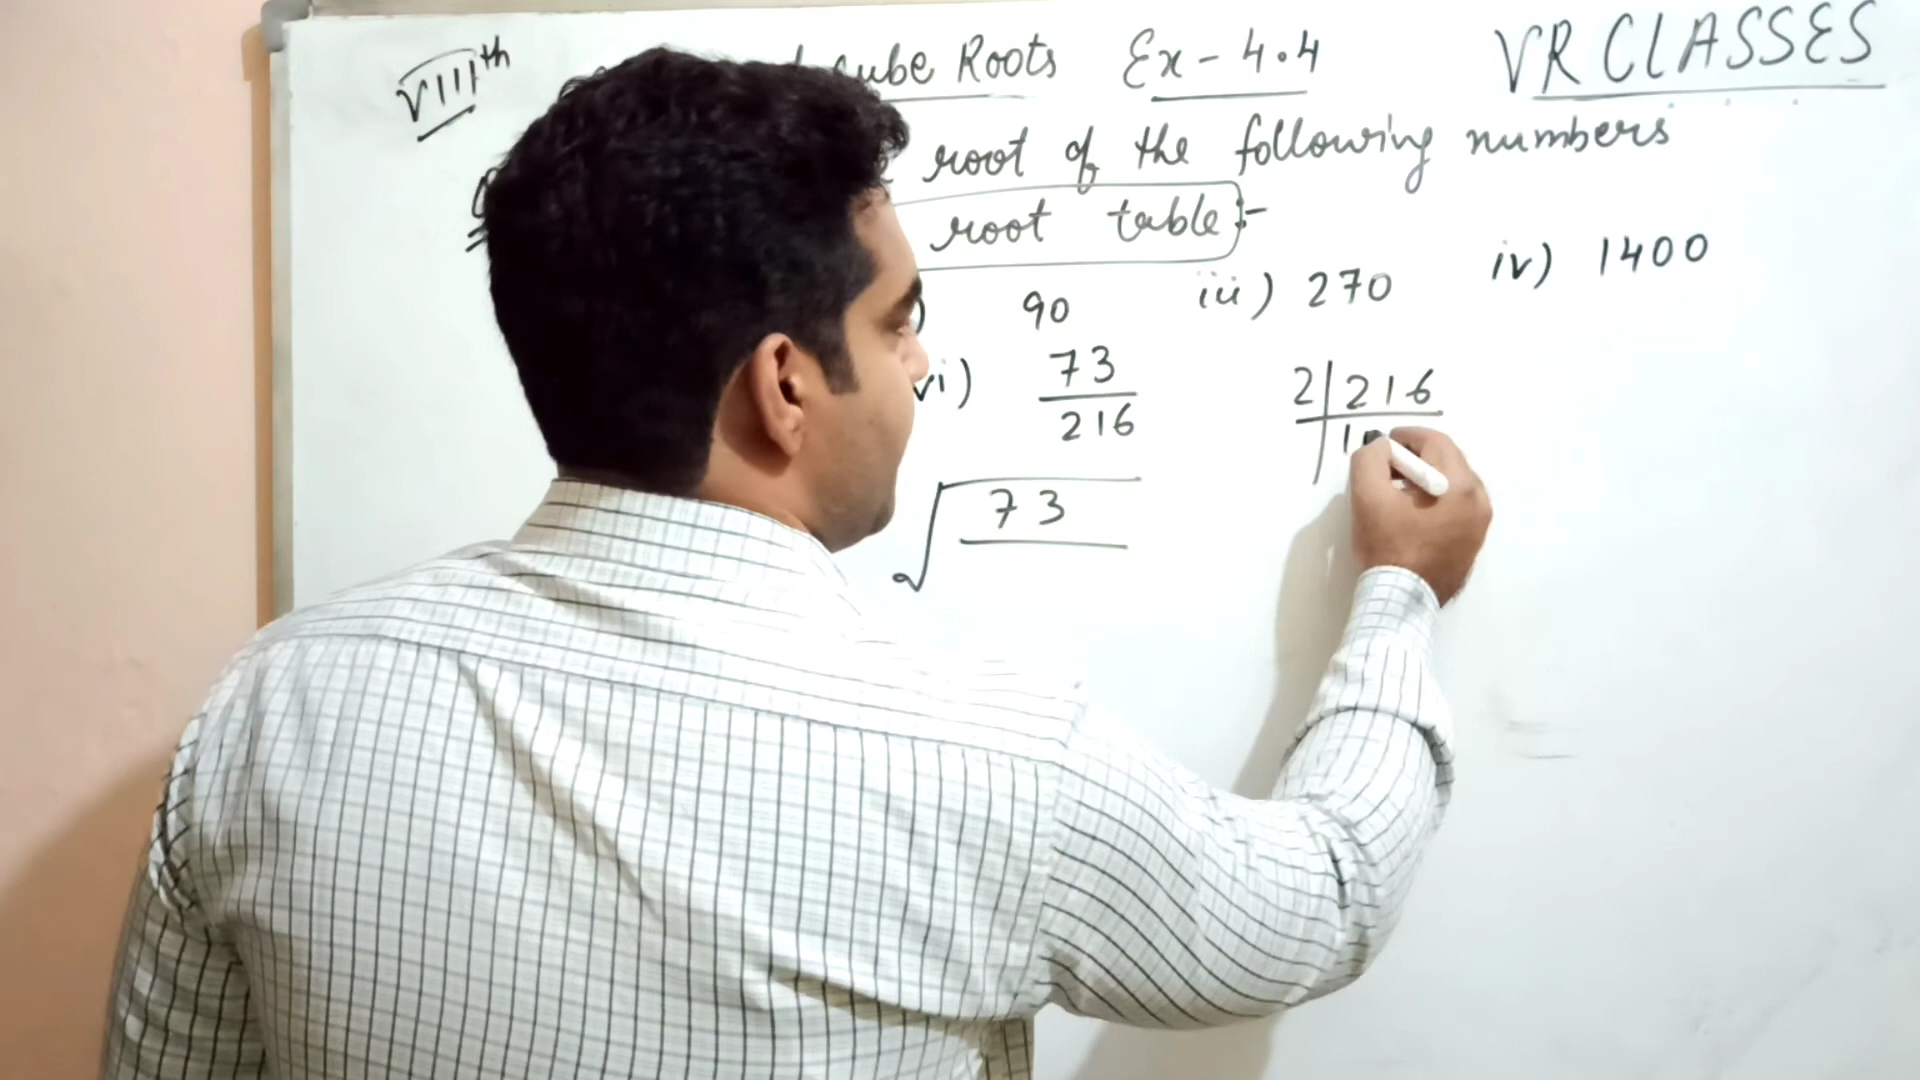 VIIIth cube Roots Ex-4.4 VR CLASSES
root of the following numbers
root table:-
90 iii) 270 iv) 1400
vi) 73
216
2 | 216
73